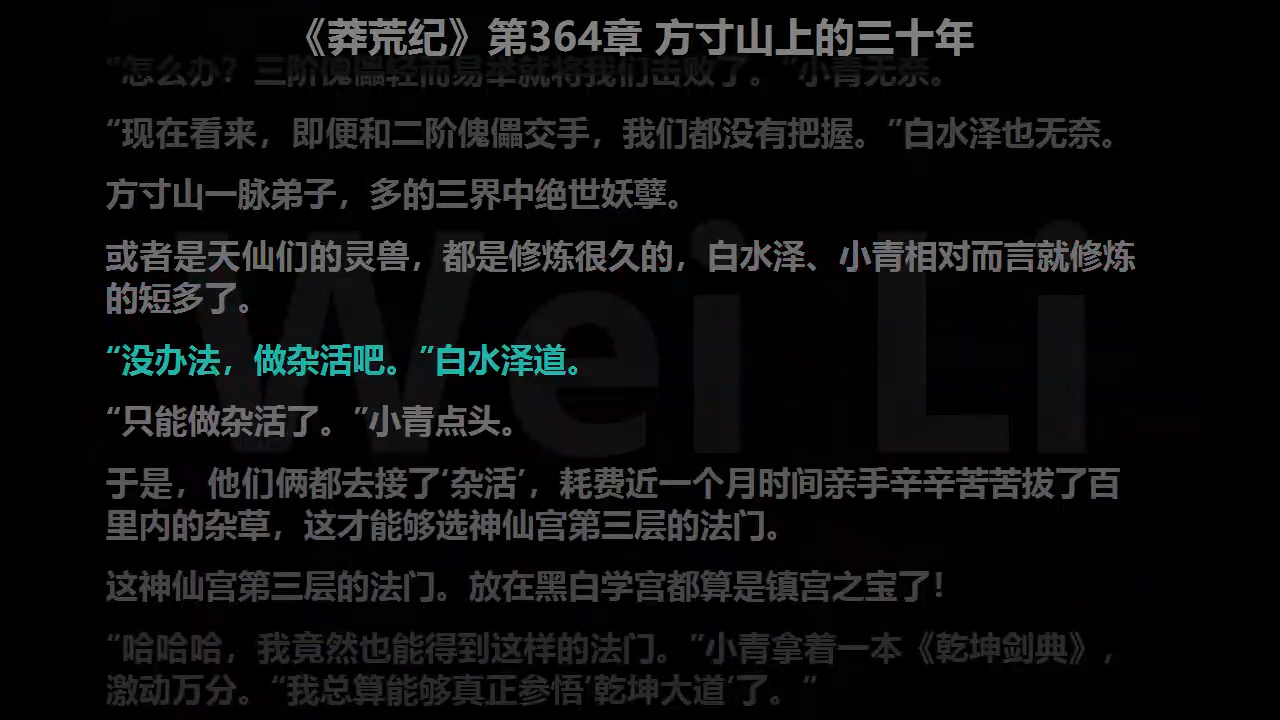 《莽荒纪》第364章 方寸山上的三十年
“怎么办？三阶傀儡轻而易举就将我们击败了。“小青无奈。
“现在看来，即便和二阶傀儡交手，我们都没有把握。”白水泽也无奈。
方寸山一脉弟子，多的三界中绝世妖孽。
或者是天仙们的灵兽，都是修炼很久的，白水泽、小青相对而言就修炼
的短多了。
“没办法，做杂活吧。”白水泽道。
“只能做杂活了。”小青点头。
于是，他们俩都去接了‘杂活’，耗费近一个月时间亲手辛辛苦苦拔了百
里内的杂草，这才能够选神仙宫第三层的法门。
这神仙宫第三层的法门。放在黑白学宫都算是镇宫之宝了！
“哈哈哈，我竟然也能得到这样的法门。”小青拿着一本《乾坤剑典》，
激动万分。“我总算能够真正参悟‘乾坤大道’了。”
Wei Li